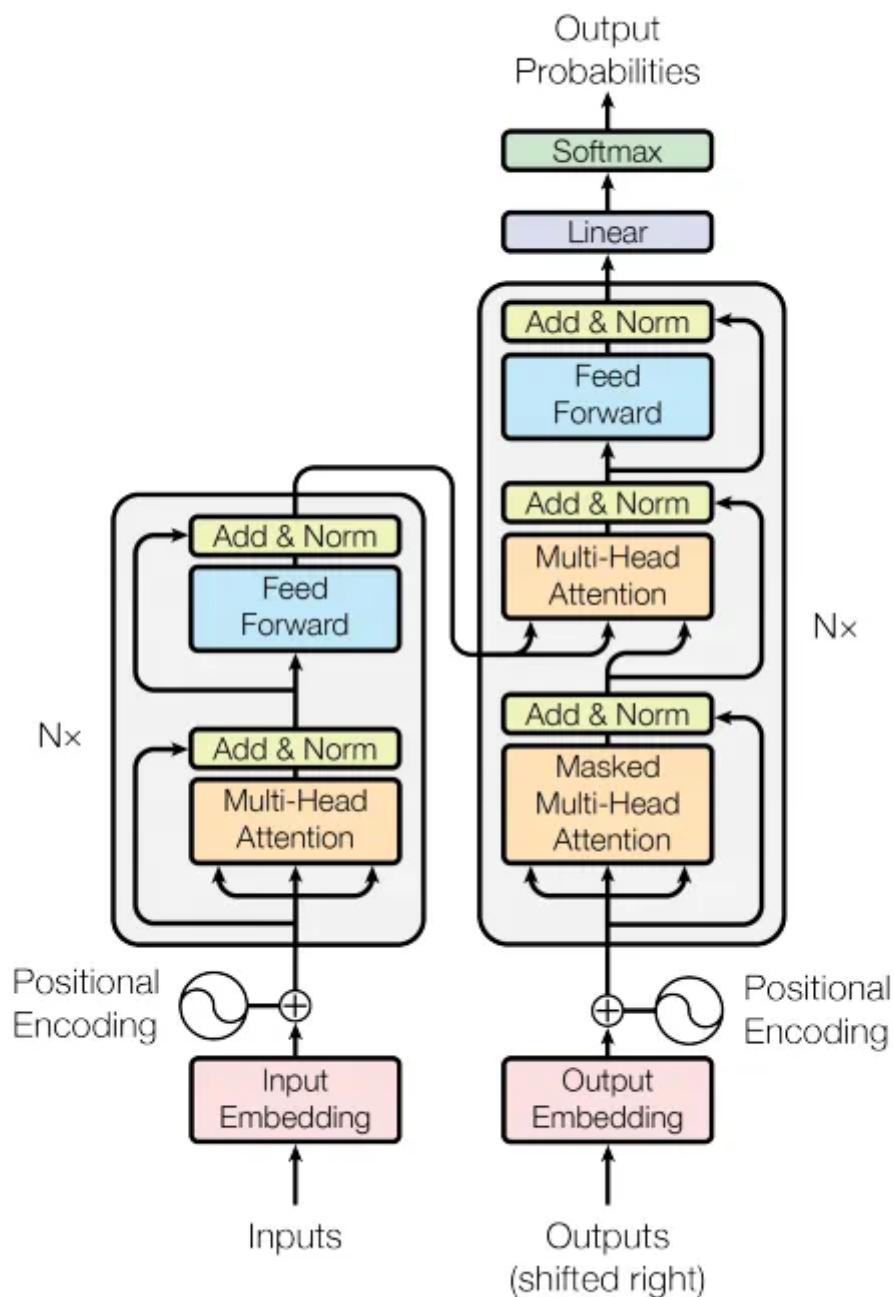 Output
Probabilities
Softmax
Linear
Add & Norm
Feed
Forward
Add & Norm
Multi-Head
Attention
Nx
Add & Norm
Masked
Multi-Head
Attention
Add & Norm
Feed
Forward
Nx
Add & Norm
Multi-Head
Attention
Positional
Encoding
Positional
Encoding
Input
Embedding
Output
Embedding
Inputs
Outputs
(shifted right)